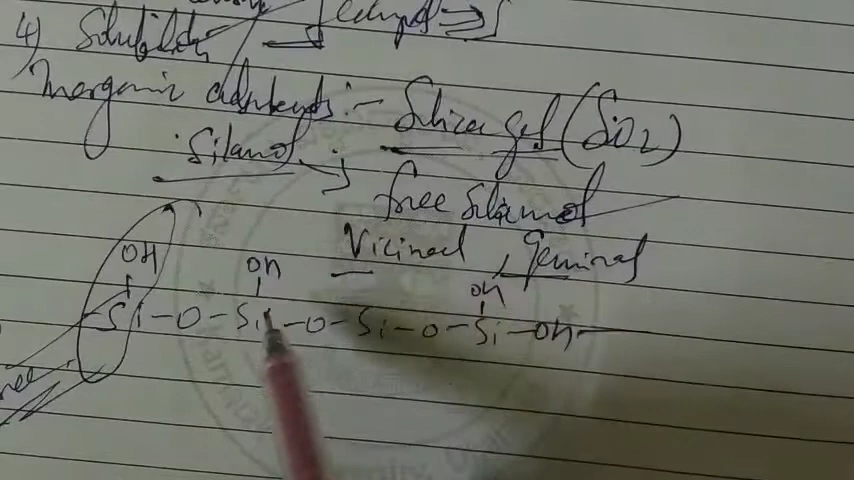 4) Solubility
Inorganic adsorbents:- Silica gel (SiO2)
Silanol
free Silanol
Vicinal, Geminal
OH OH OH
Si - O - Si - O - Si - O - Si - OH
free